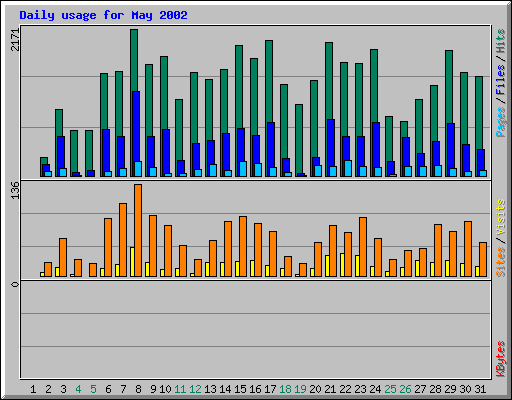 Daily usage for May 2002
2171
136
0
Pages / Files / Hits
Sites / Visits
KBytes
1 2 3 4 5 6 7 8 9 10 11 12 13 14 15 16 17 18 19 20 21 22 23 24 25 26 27 28 29 30 31